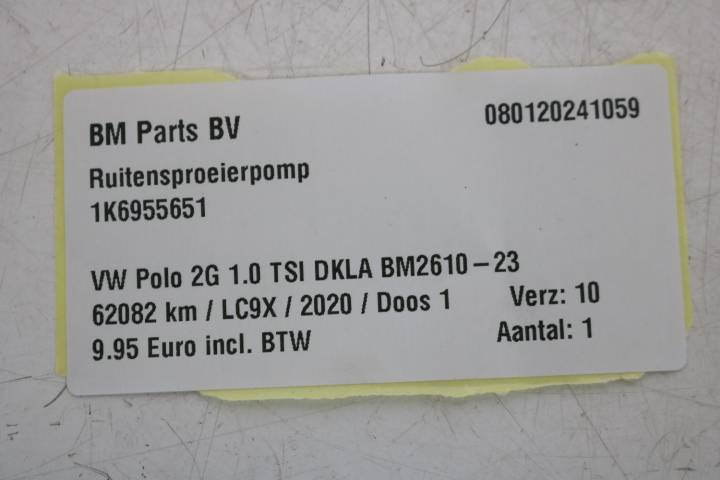 BM Parts BV 080120241059
Ruitensproeierpomp
1K6955651
VW Polo 2G 1.0 TSI DKLA BM2610-23
62082 km / LC9X / 2020 / Doos 1 Verz: 10
9.95 Euro incl. BTW Aantal: 1